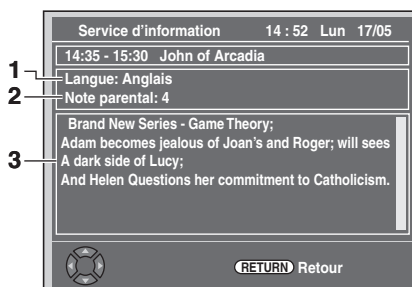 Service d'information 14 : 52 Lun 17/05
14:35 - 15:30 John of Arcadia
1
Langue: Anglais
2
Note parental: 4
Brand New Series - Game Theory;
Adam becomes jealous of Joan's and Roger; will sees
3
A dark side of Lucy;
And Helen Questions her commitment to Catholicism.
RETURN Retour